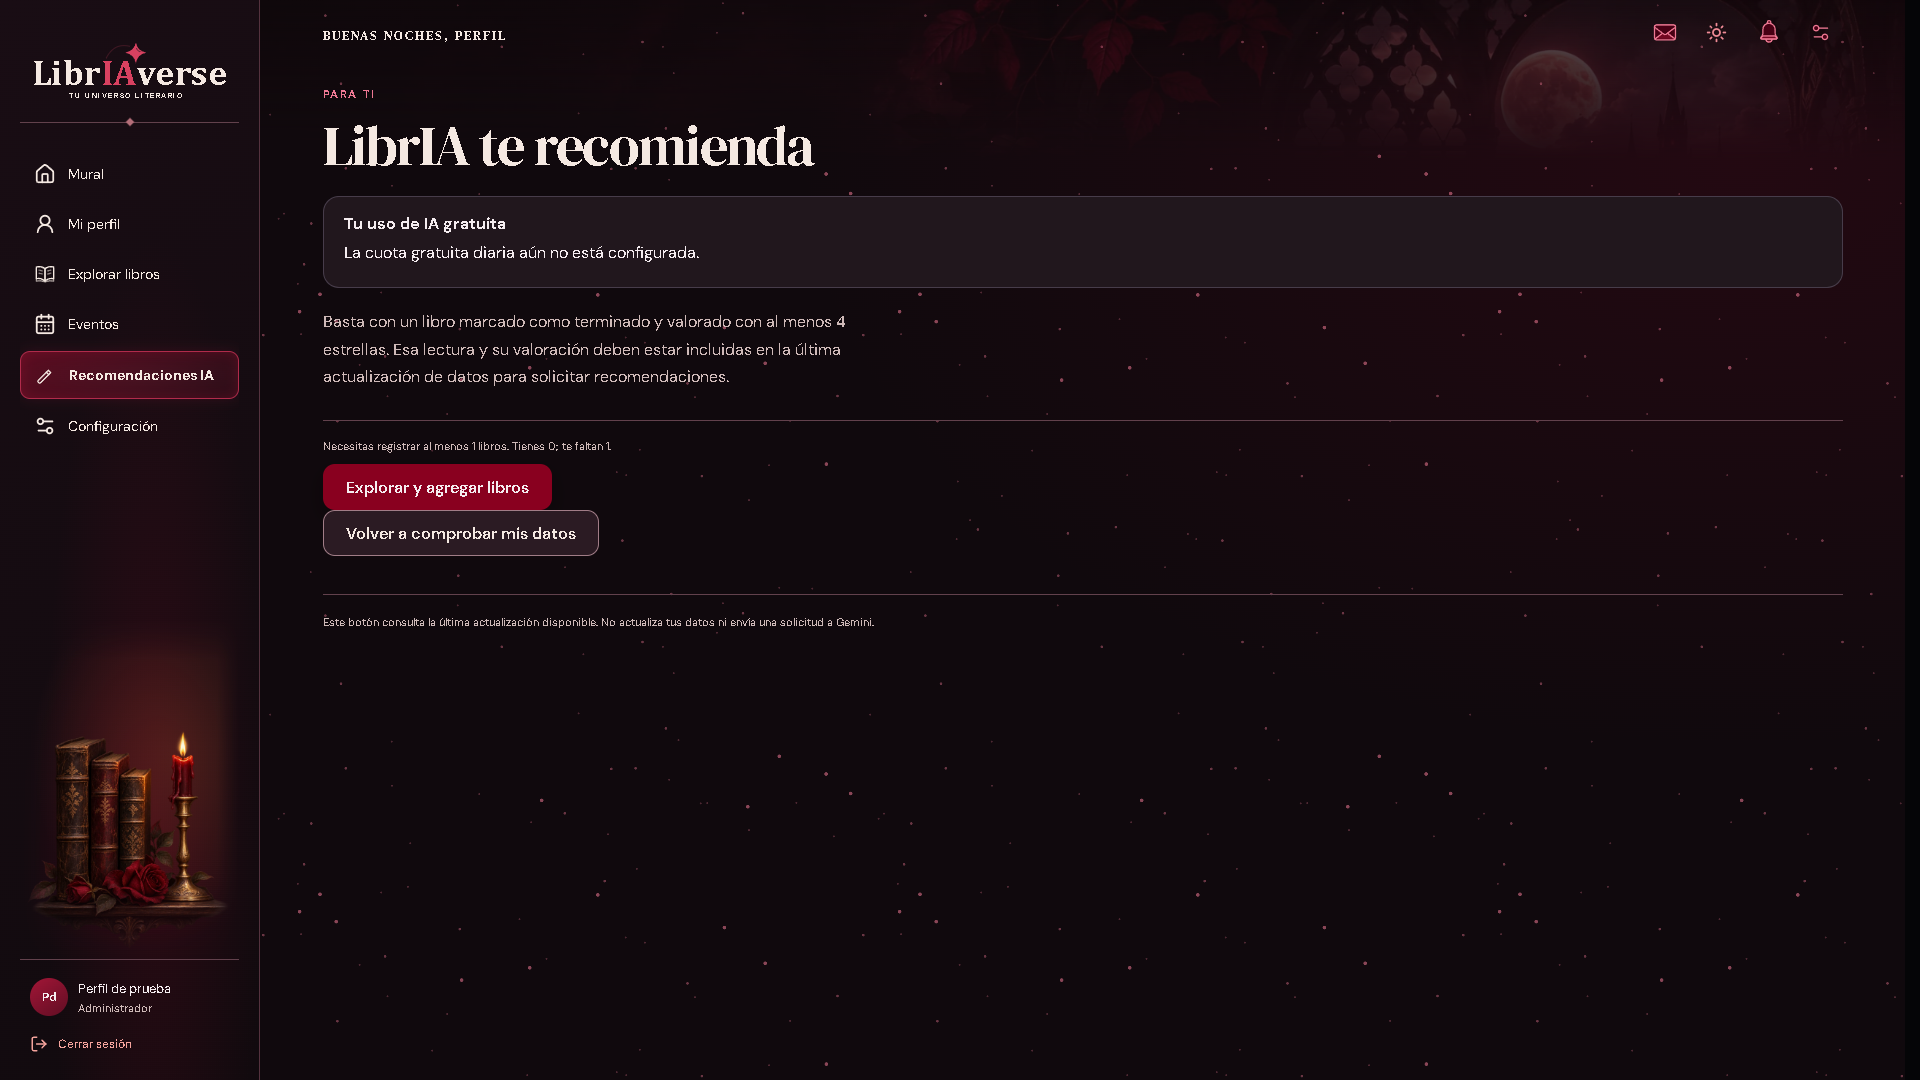 LibrIAverse
TU UNIVERSO LITERARIO
Mural
Mi perfil
Explorar libros
Eventos
Recomendaciones IA
Configuración
Pd
Perfil de prueba
Administrador
Cerrar sesión
BUENAS NOCHES, PERFIL
PARA TI
LibrIA te recomienda
Tu uso de IA gratuita
La cuota gratuita diaria aún no está configurada.
Basta con un libro marcado como terminado y valorado con al menos 4
estrellas. Esa lectura y su valoración deben estar incluidas en la última
actualización de datos para solicitar recomendaciones.
Necesitas registrar al menos 1 libros. Tienes 0; te faltan 1.
Explorar y agregar libros
Volver a comprobar mis datos
Este botón consulta la última actualización disponible. No actualiza tus datos ni envía una solicitud a Gemini.